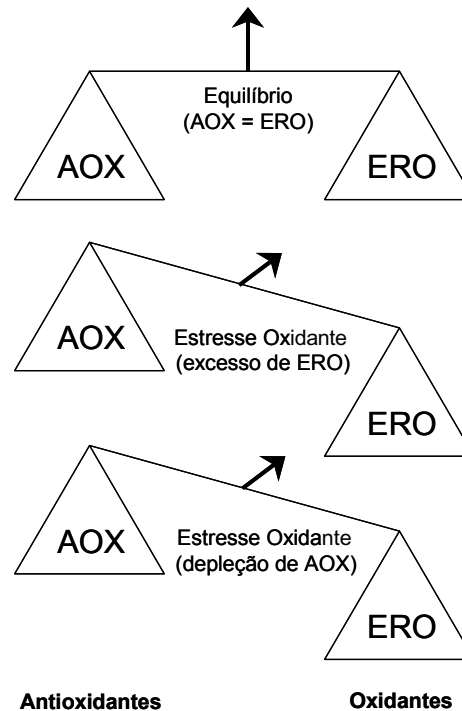 Equilíbrio
(AOX = ERO)
AOX
ERO
AOX
Estresse Oxidante
(excesso de ERO)
ERO
AOX
Estresse Oxidante
(depleção de AOX)
ERO
Antioxidantes
Oxidantes